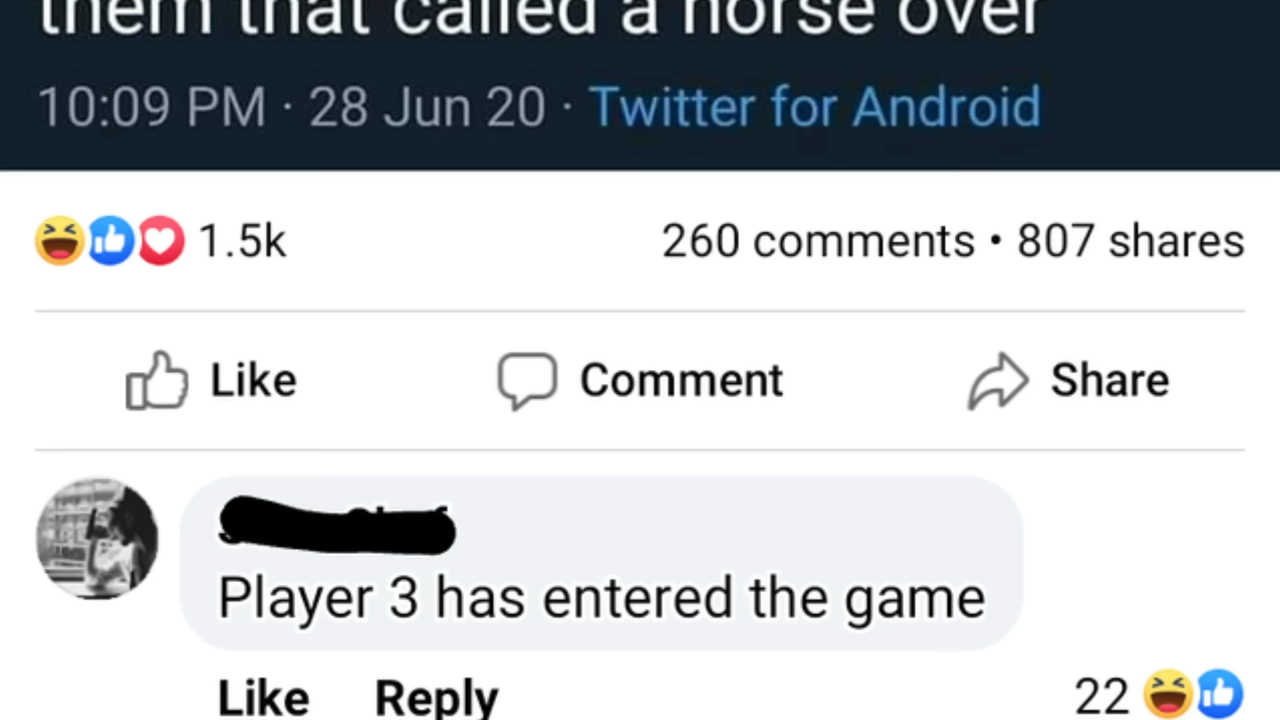 them that called a horse over
10:09 PM · 28 Jun 20 · Twitter for Android
1.5k 260 comments • 807 shares
Like Comment Share
Player 3 has entered the game
Like Reply 22